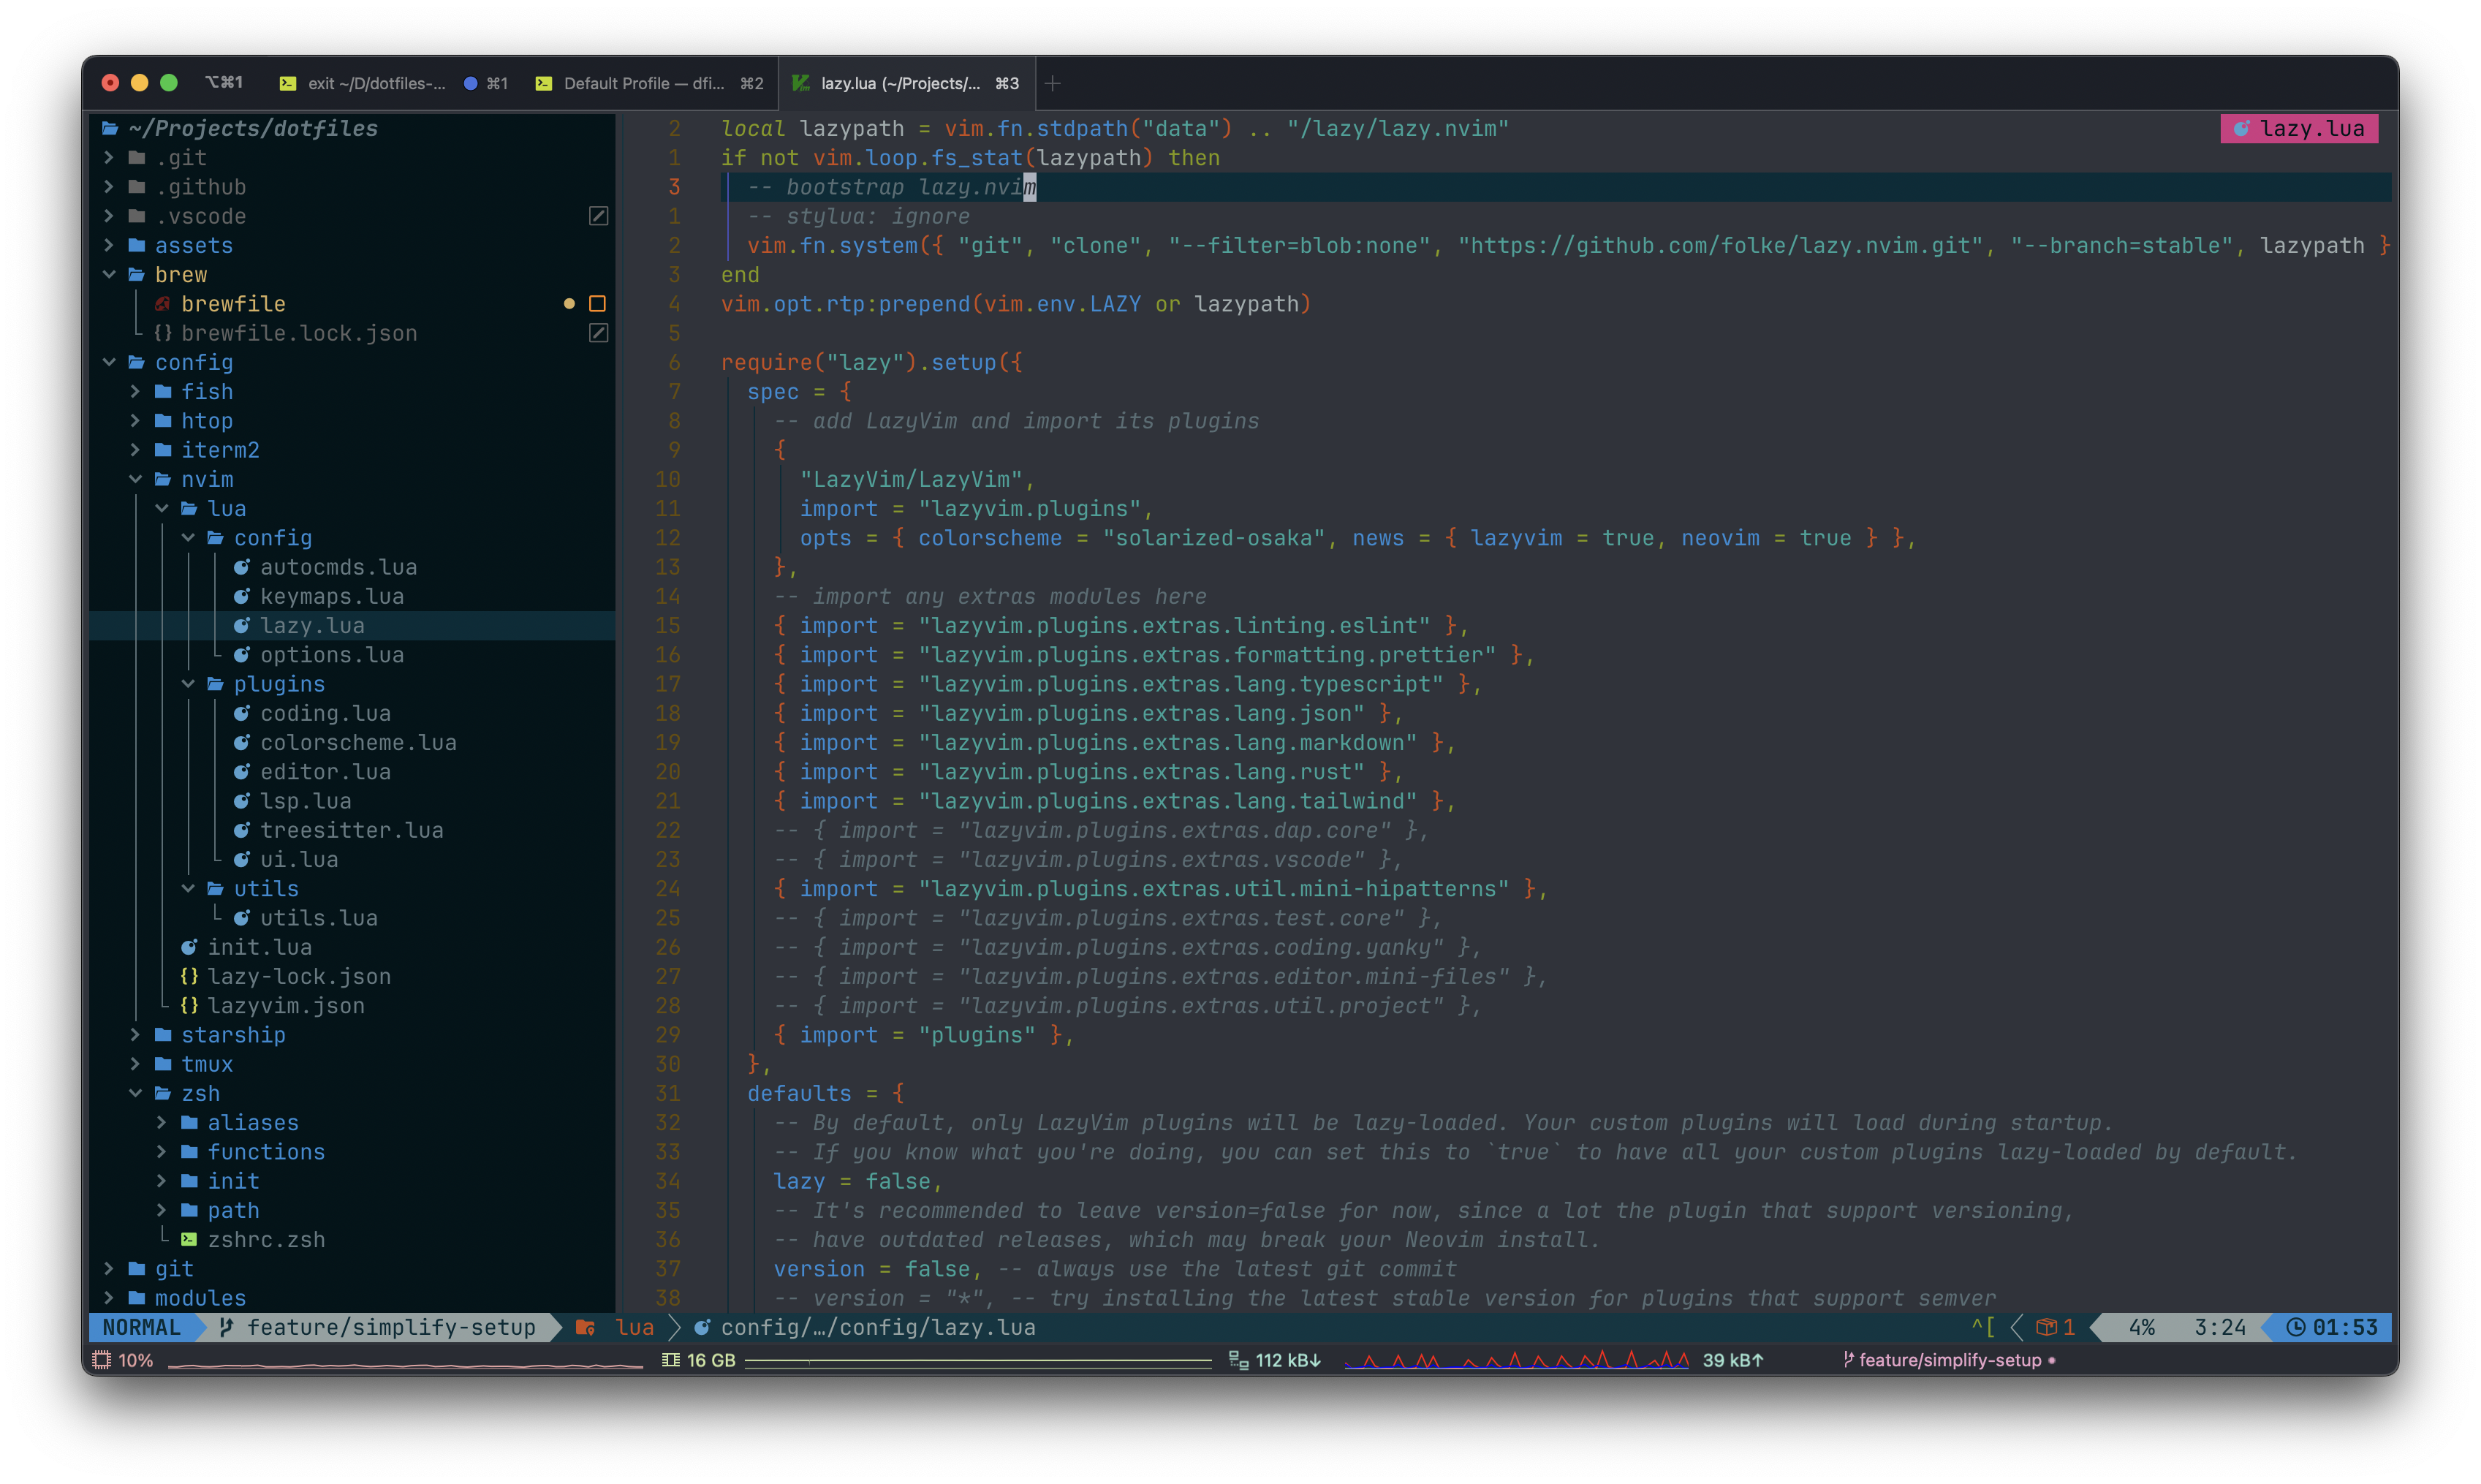 ⌥⌘1 exit ~/D/dotfiles-... ⌘1 Default Profile — dfi... ⌘2 lazy.lua (~/Projects/... ⌘3 +
~/Projects/dotfiles
.git
.github
.vscode
assets
brew
brewfile
brewfile.lock.json
config
fish
htop
iterm2
nvim
lua
config
autocmds.lua
keymaps.lua
lazy.lua
options.lua
plugins
coding.lua
colorscheme.lua
editor.lua
lsp.lua
treesitter.lua
ui.lua
utils
utils.lua
init.lua
{} lazy-lock.json
{} lazyvim.json
starship
tmux
zsh
aliases
functions
init
path
zshrc.zsh
git
modules
lazy.lua
2 local lazypath = vim.fn.stdpath("data") .. "/lazy/lazy.nvim"
1 if not vim.loop.fs_stat(lazypath) then
3 -- bootstrap lazy.nvim
1 -- stylua: ignore
2 vim.fn.system({ "git", "clone", "--filter=blob:none", "https://github.com/folke/lazy.nvim.git", "--branch=stable", lazypath }
3 end
4 vim.opt.rtp:prepend(vim.env.LAZY or lazypath)
5
6 require("lazy").setup({
7 spec = {
8 -- add LazyVim and import its plugins
9 {
10 "LazyVim/LazyVim",
11 import = "lazyvim.plugins",
12 opts = { colorscheme = "solarized-osaka", news = { lazyvim = true, neovim = true } },
13 },
14 -- import any extras modules here
15 { import = "lazyvim.plugins.extras.linting.eslint" },
16 { import = "lazyvim.plugins.extras.formatting.prettier" },
17 { import = "lazyvim.plugins.extras.lang.typescript" },
18 { import = "lazyvim.plugins.extras.lang.json" },
19 { import = "lazyvim.plugins.extras.lang.markdown" },
20 { import = "lazyvim.plugins.extras.lang.rust" },
21 { import = "lazyvim.plugins.extras.lang.tailwind" },
22 -- { import = "lazyvim.plugins.extras.dap.core" },
23 -- { import = "lazyvim.plugins.extras.vscode" },
24 { import = "lazyvim.plugins.extras.util.mini-hipatterns" },
25 -- { import = "lazyvim.plugins.extras.test.core" },
26 -- { import = "lazyvim.plugins.extras.coding.yanky" },
27 -- { import = "lazyvim.plugins.extras.editor.mini-files" },
28 -- { import = "lazyvim.plugins.extras.util.project" },
29 { import = "plugins" },
30 },
31 defaults = {
32 -- By default, only LazyVim plugins will be lazy-loaded. Your custom plugins will load during startup.
33 -- If you know what you're doing, you can set this to `true` to have all your custom plugins lazy-loaded by default.
34 lazy = false,
35 -- It's recommended to leave version=false for now, since a lot the plugin that support versioning,
36 -- have outdated releases, which may break your Neovim install.
37 version = false, -- always use the latest git commit
38 -- version = "*", -- try installing the latest stable version for plugins that support semver
NORMAL feature/simplify-setup lua config/…/config/lazy.lua ^[ 1 4% 3:24 01:53
10% 16 GB 112 kB↓ 39 kB↑ feature/simplify-setup •